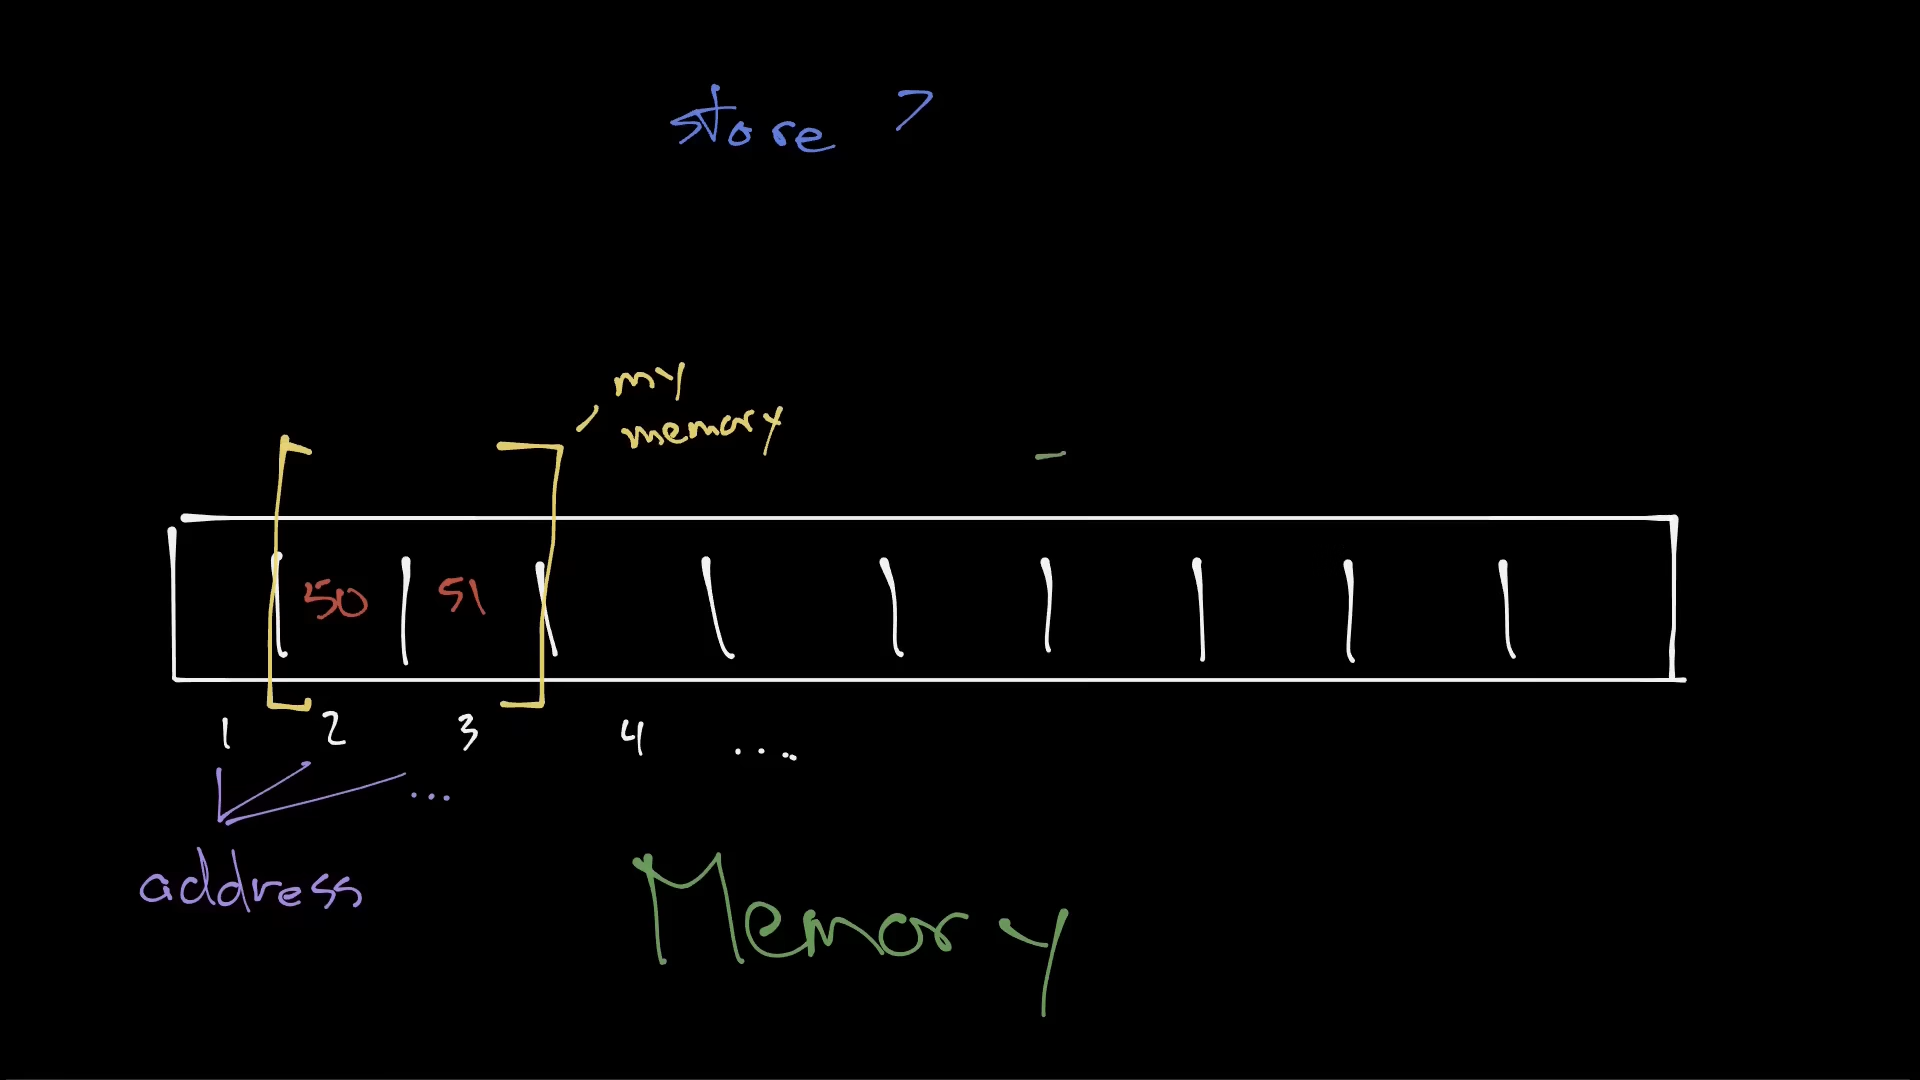 store 7
my
memory
50 51
1 2 3 4 ....
...
address
Memory